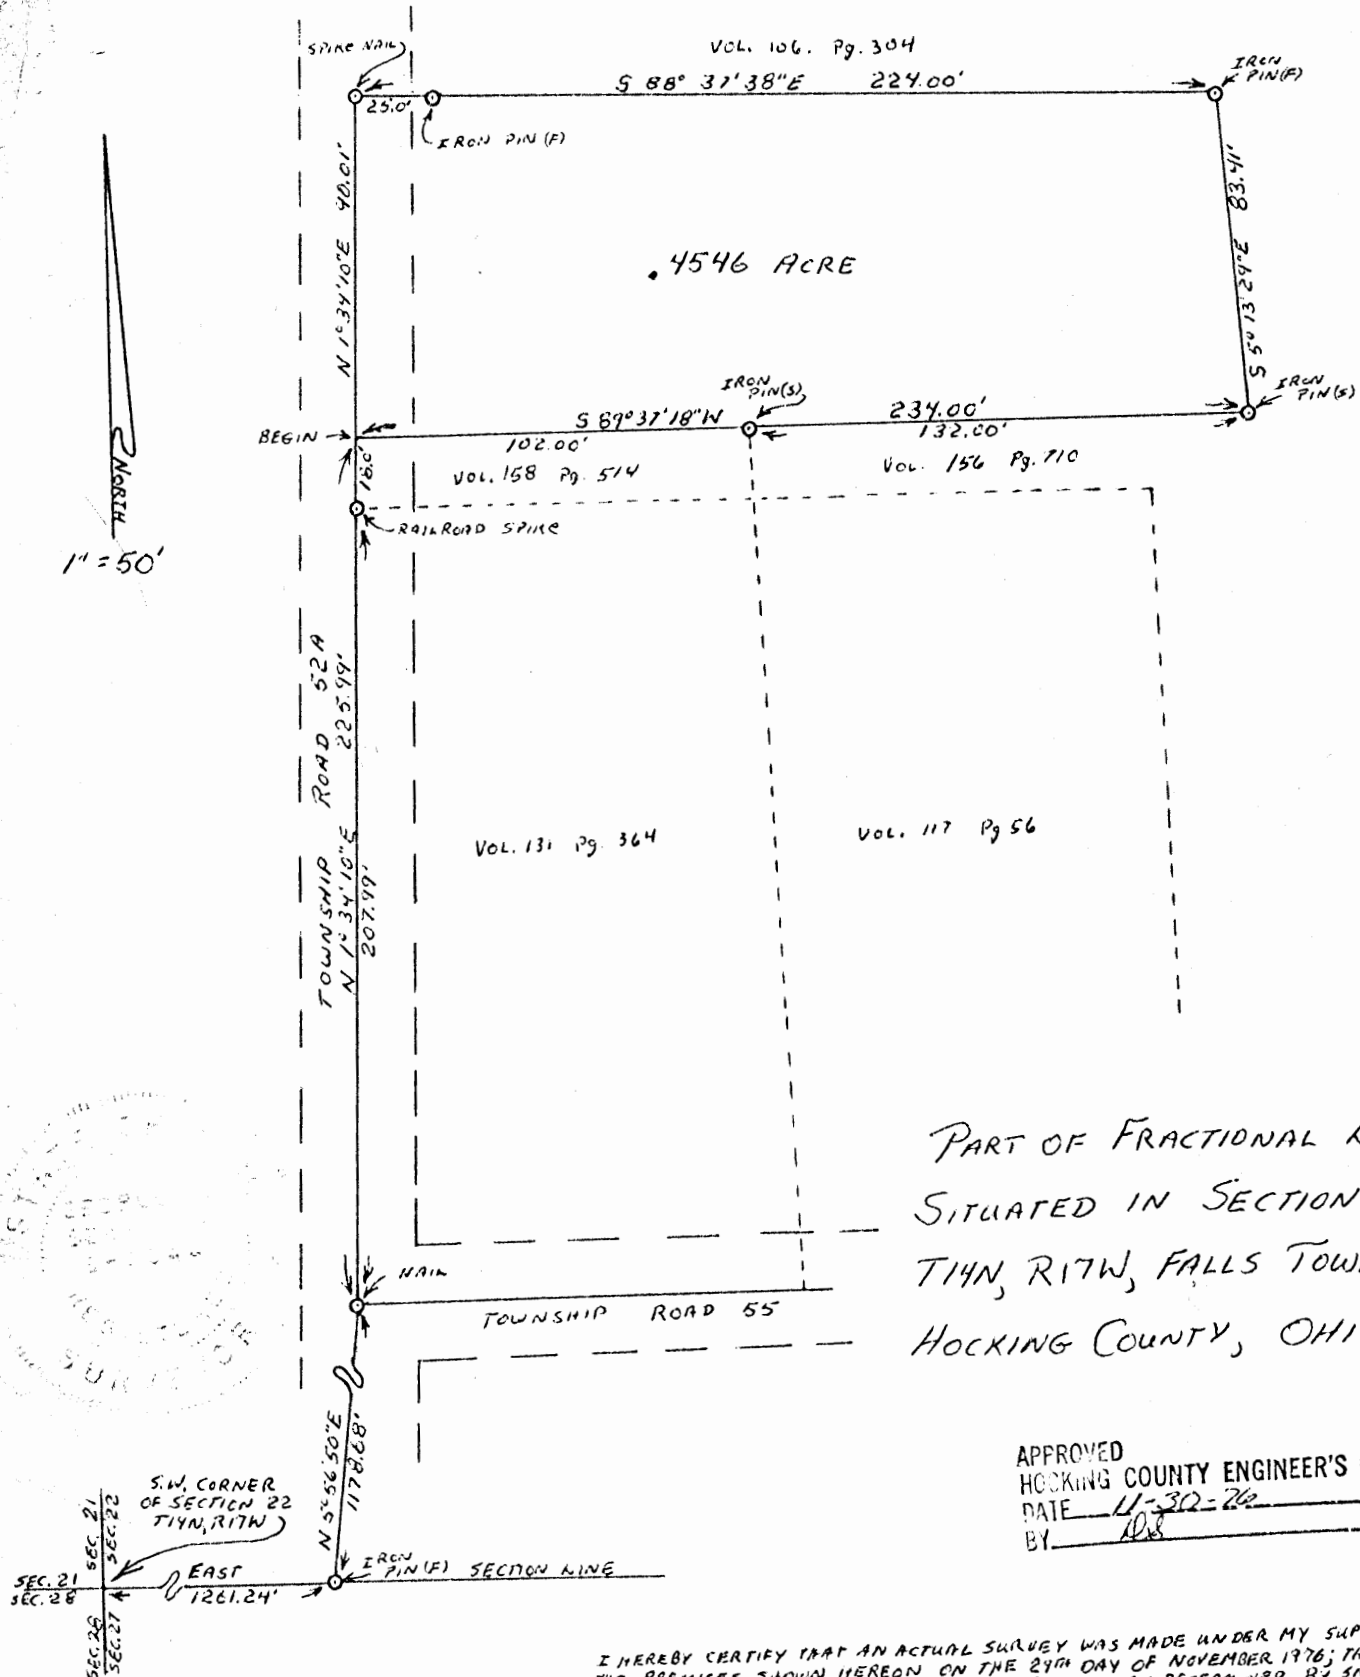 SPIKE NAIL
VOL. 106. Pg. 304
IRON PIN(F)
S 88° 37' 38"E 224.00'
25.0'
IRON PIN (F)
N 1° 34' 10"E 90.01'
S 5° 13' 29"E 83.41'
.4546 ACRE
IRON PIN(S)
IRON PIN(S)
BEGIN
S 89° 37' 18"W 234.00'
102.00' 132.00'
18.0'
VOL. 158 Pg. 514
VOL. 156 Pg. 710
RAILROAD SPIKE
NORTH
1" = 50'
TOWNSHIP ROAD 52A
N 1° 34' 10"E 225.99'
207.99'
VOL. 131 Pg. 364
VOL. 117 Pg 56
PART OF FRACTIONAL
SITUATED IN SECTION
T14N, R17W, FALLS TOW
HOCKING COUNTY, OHI
NAIL
TOWNSHIP ROAD 55
N 5° 56' 50"E
1178.68'
APPROVED
HOCKING COUNTY ENGINEER'S
DATE 11-30-76
BY
S.W. CORNER
OF SECTION 22
T14N, R17W
SEC. 21
SEC. 22
IRON PIN(F) SECTION LINE
SEC. 21
SEC. 28
EAST
1261.24'
SEC. 28
SEC. 27
I HEREBY CERTIFY THAT AN ACTUAL SURVEY WAS MADE UNDER MY SUP
PREMISES SHOWN HEREON ON THE 29TH DAY OF NOVEMBER 1976; TH